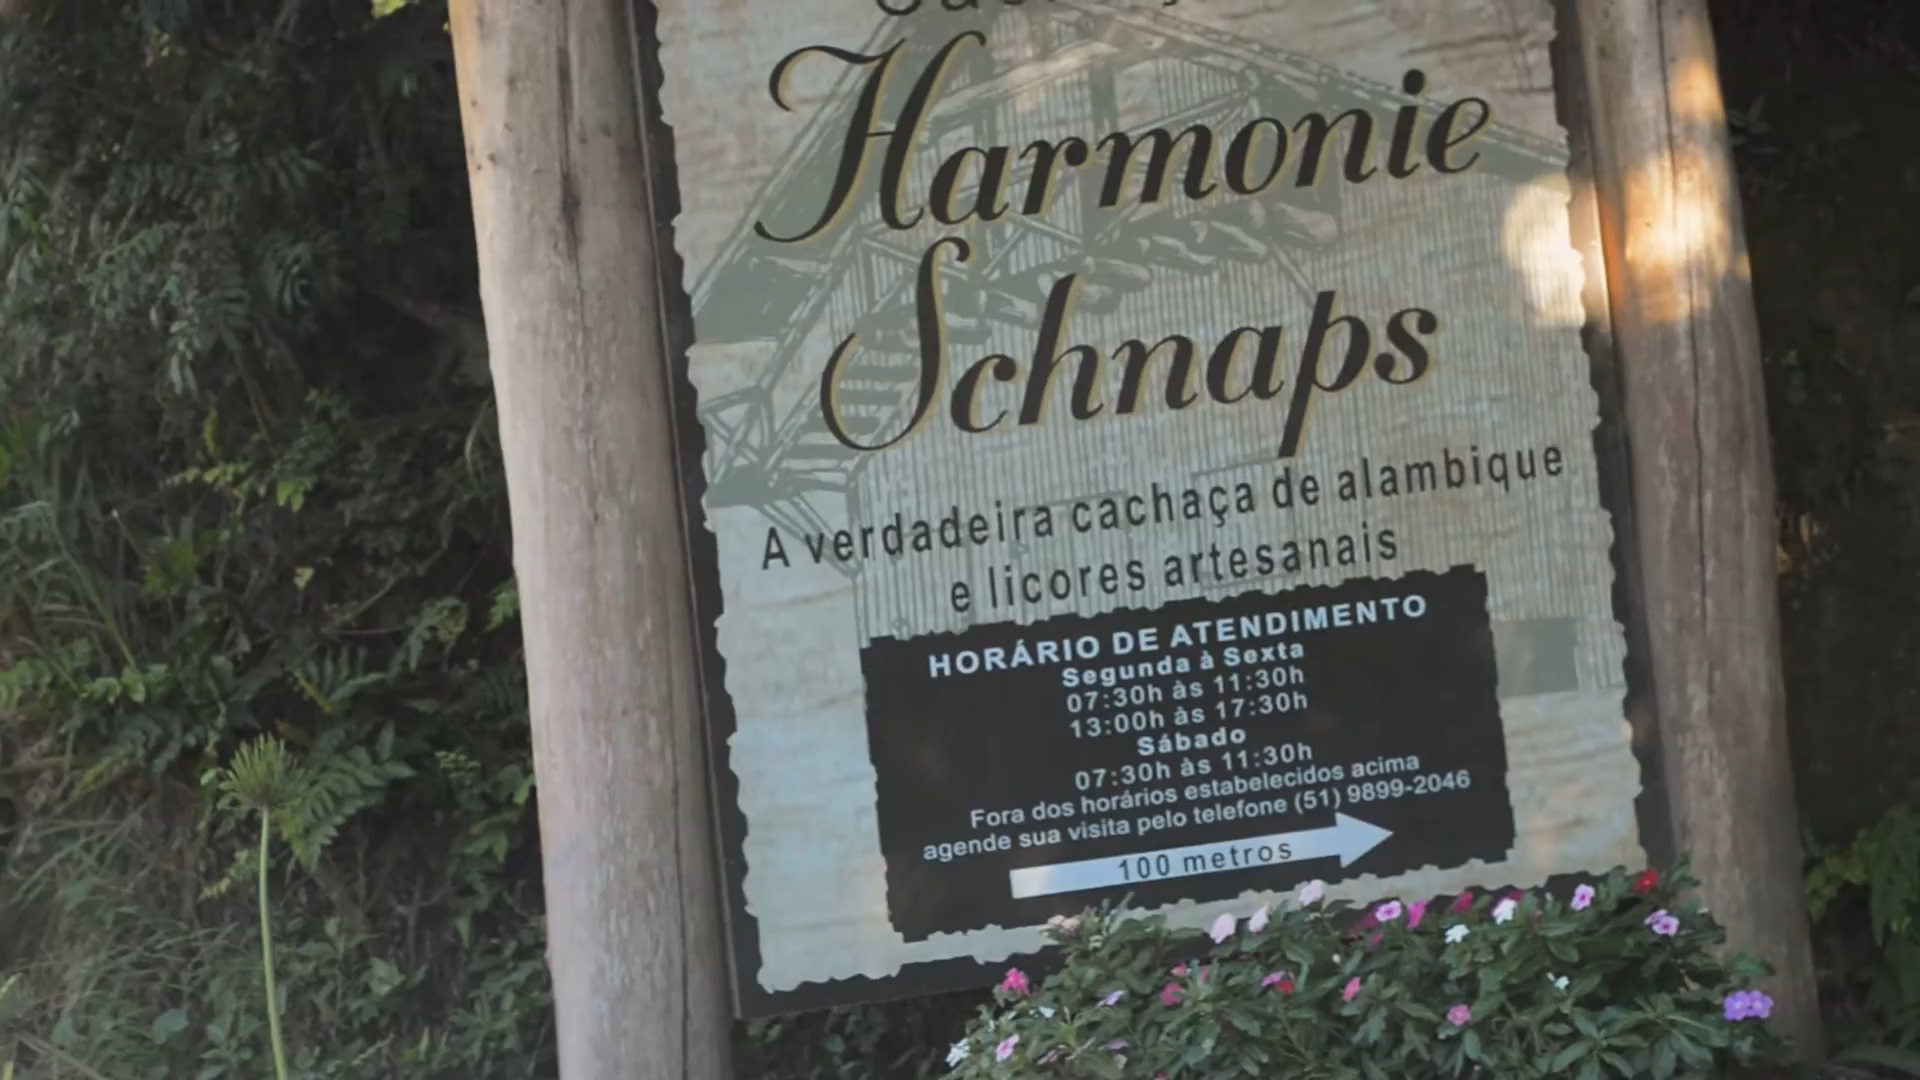 Harmonie
Schnaps
A verdadeira cachaça de alambique
e licores artesanais
HORÁRIO DE ATENDIMENTO
Segunda à Sexta
07:30h às 11:30h
13:00h às 17:30h
Sábado
07:30h às 11:30h
Fora dos horários estabelecidos acima
agende sua visita pelo telefone (51) 9899-2046
100 metros